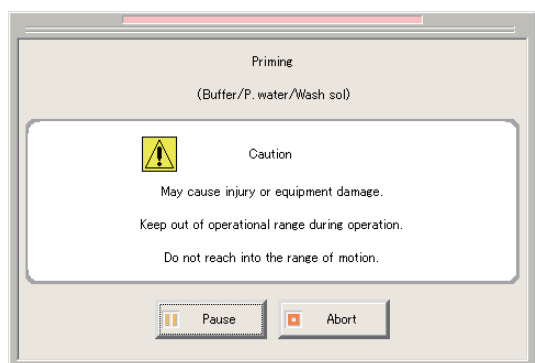 Priming
(Buffer/P. water/Wash sol)
Caution
May cause injury or equipment damage.
Keep out of operational range during operation.
Do not reach into the range of motion.
Pause
Abort